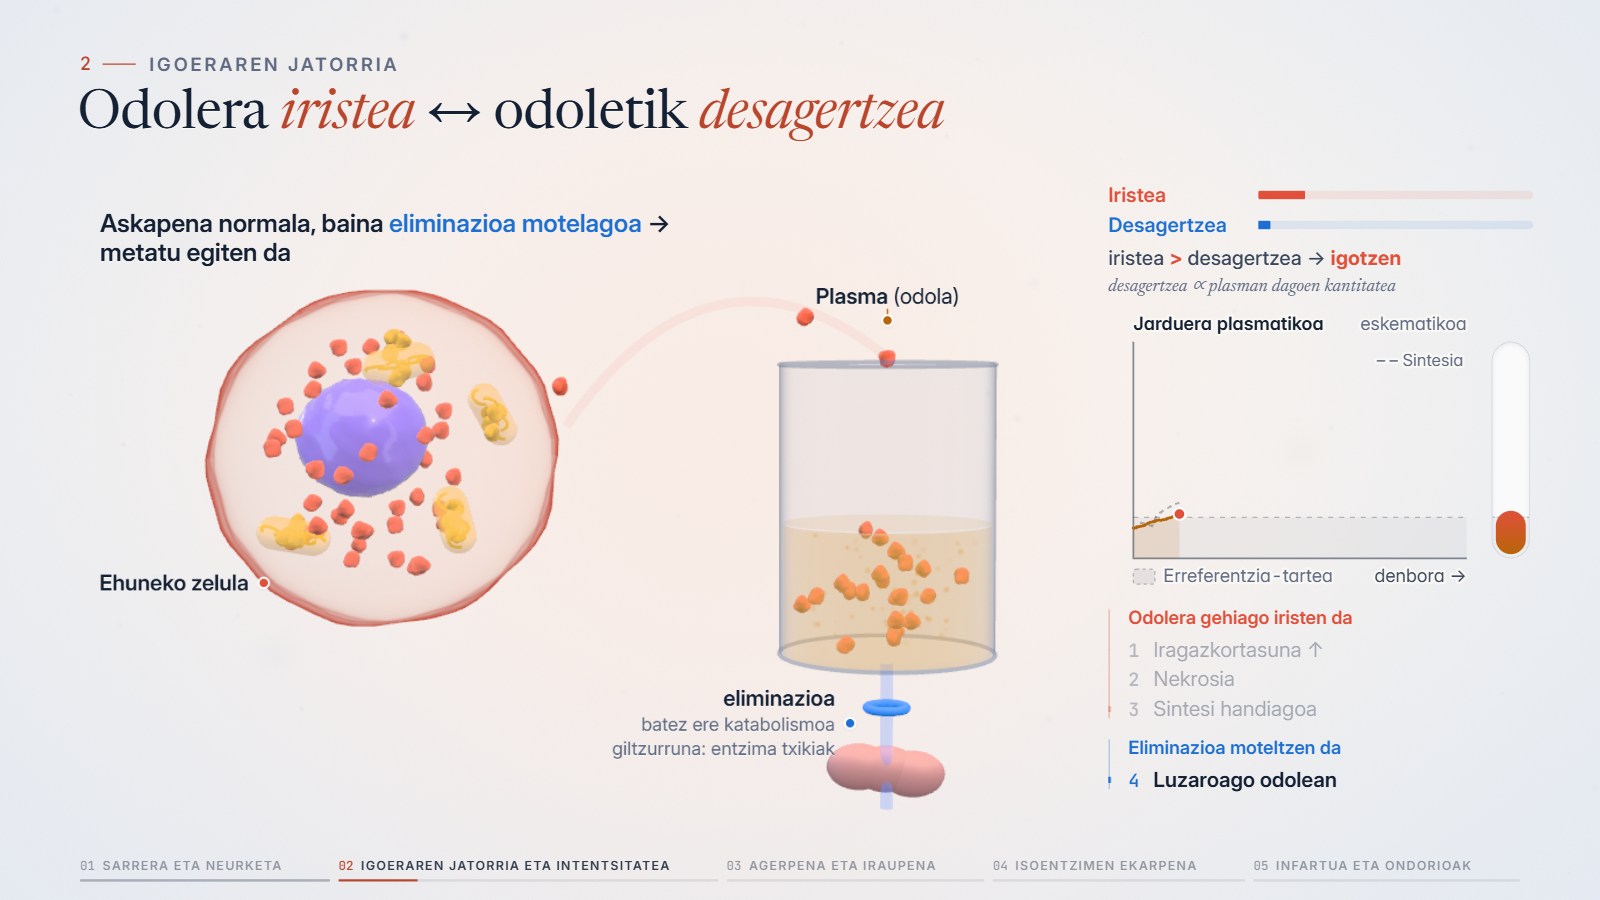 2 — IGOERAREN JATORRIA
Odolera iristea ↔ odoletik desagertzea
Askapena normala, baina eliminazioa motelagoa →
metatu egiten da
Plasma (odola)
Ehuneko zelula
eliminazioa
batez ere katabolismoa
giltzurruna: entzima txikiak
Iristea
Desagertzea
iristea > desagertzea → igotzen
desagertzea ∝ plasman dagoen kantitatea
Jarduera plasmatikoa eskematikoa
-- Sintesia
Erreferentzia-tartea denbora →
Odolera gehiago iristen da
1 Iragazkortasuna ↑
2 Nekrosia
3 Sintesi handiagoa
Eliminazioa moteltzen da
4 Luzaroago odolean
01 SARRERA ETA NEURKETA
02 IGOERAREN JATORRIA ETA INTENTSITATEA
03 AGERPENA ETA IRAUPENA
04 ISOENTZIMEN EKARPENA
05 INFARTUA ETA ONDORIOAK